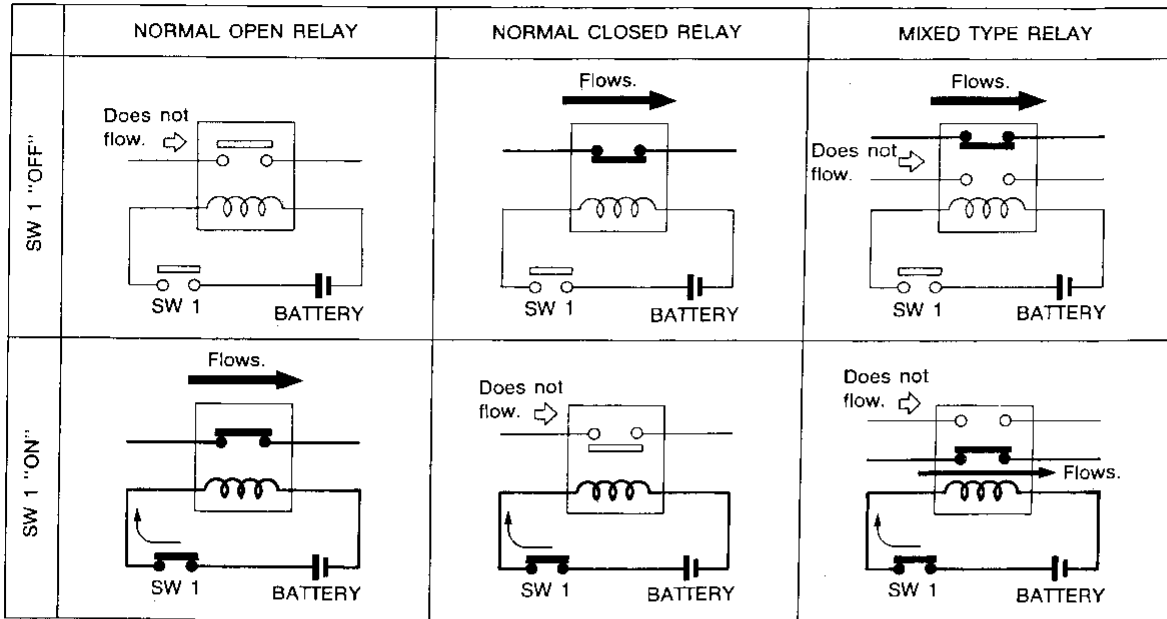 NORMAL OPEN RELAY
NORMAL CLOSED RELAY
MIXED TYPE RELAY
SW 1 "OFF"
Does not
flow.
SW 1
BATTERY
Flows.
SW 1
BATTERY
Flows.
Does not
flow.
SW 1
BATTERY
SW 1 "ON"
Flows.
SW 1
BATTERY
Does not
flow.
SW 1
BATTERY
Does not
flow.
Flows.
SW 1
BATTERY